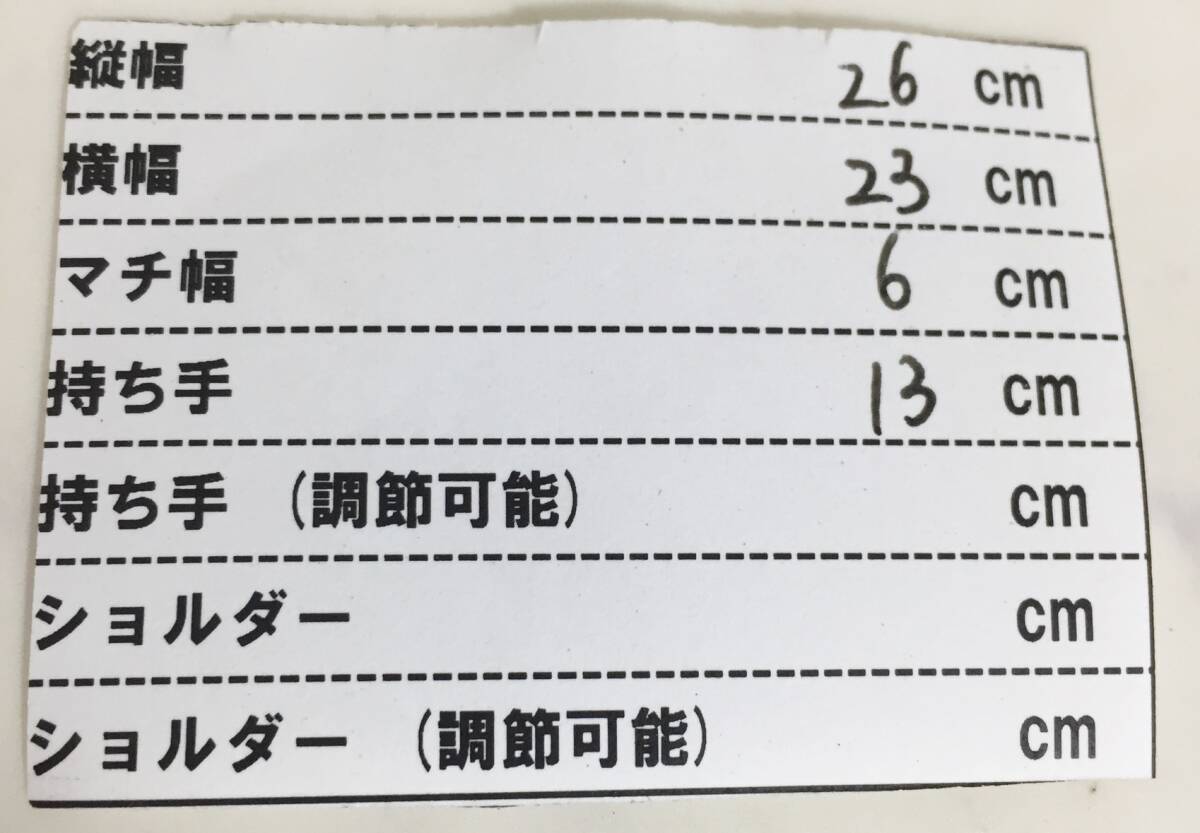 縦幅 26 cm
横幅 23 cm
マチ幅 6 cm
持ち手 13 cm
持ち手 (調節可能) cm
ショルダー cm
ショルダー (調節可能) cm